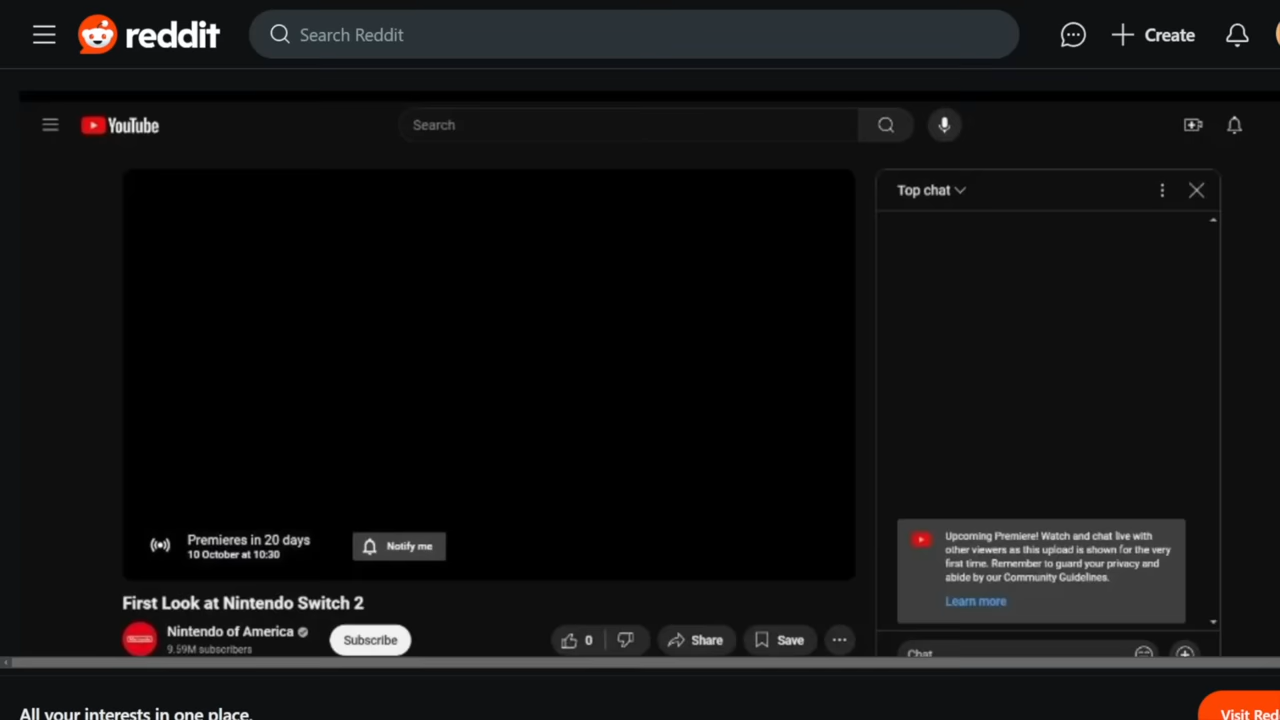 reddit
Search Reddit
Create
YouTube
Search
Top chat
Premieres in 20 days
10 October at 10:30
Notify me
Upcoming Premiere! Watch and chat live with
other viewers as this upload is shown for the very
first time. Remember to guard your privacy and
abide by our Community Guidelines.
Learn more
First Look at Nintendo Switch 2
Nintendo of America
9.59M subscribers
Subscribe
0
Share
Save
Chat
All your interests in one place.
Visit Red